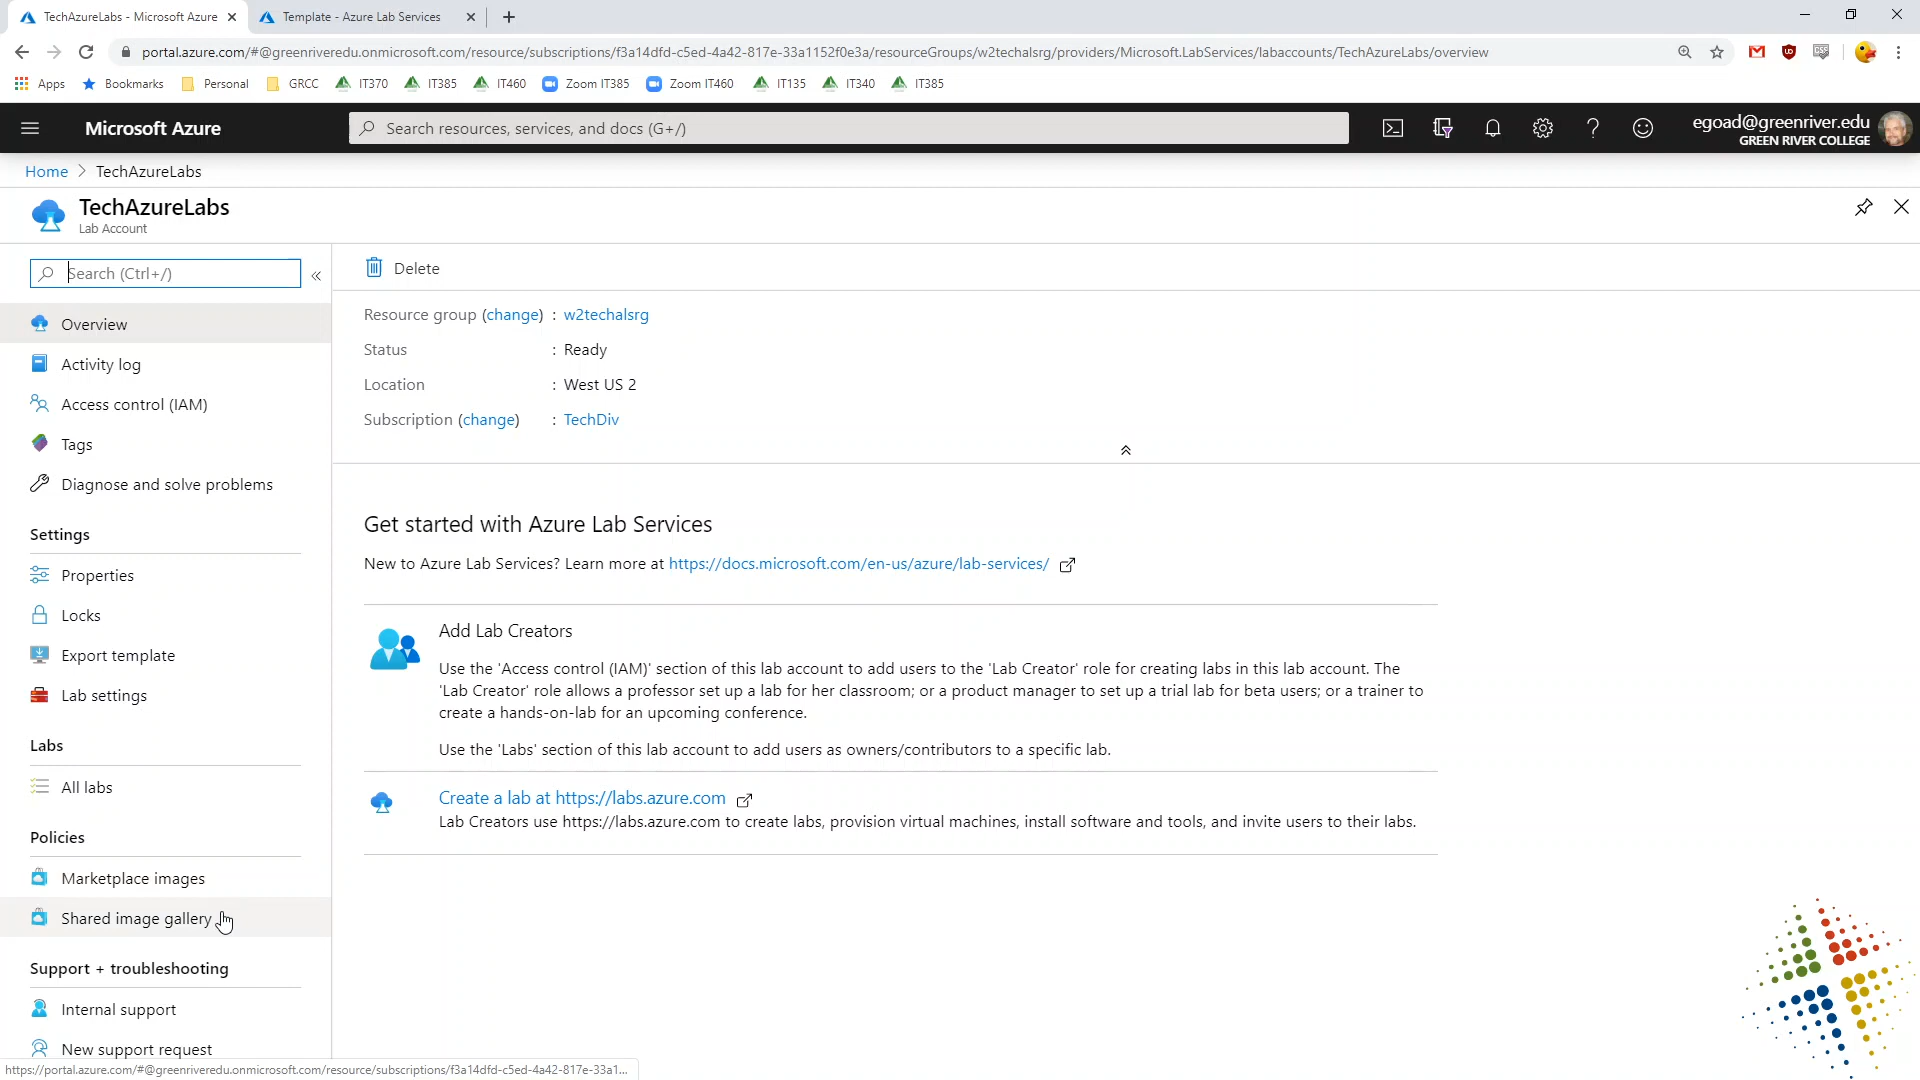 TechAzureLabs - Microsoft Azure
Template - Azure Lab Services
portal.azure.com/#@greenriveredu.onmicrosoft.com/resource/subscriptions/f3a14dfd-c5ed-4a42-817e-33a1152f0e3a/resourceGroups/w2techalsrg/providers/Microsoft.LabServices/labaccounts/TechAzureLabs/overview
Apps Bookmarks Personal GRCC IT370 IT385 IT460 Zoom IT385 Zoom IT460 IT135 IT340 IT385
Microsoft Azure
Search resources, services, and docs (G+/)
egoad@greenriver.edu
GREEN RIVER COLLEGE
Home > TechAzureLabs
TechAzureLabs
Lab Account
Search (Ctrl+/)
«
Overview
Activity log
Access control (IAM)
Tags
Diagnose and solve problems
Settings
Properties
Locks
Export template
Lab settings
Labs
All labs
Policies
Marketplace images
Shared image gallery
Support + troubleshooting
Internal support
New support request
Delete
Resource group (change) : w2techalsrg
Status : Ready
Location : West US 2
Subscription (change) : TechDiv
Get started with Azure Lab Services
New to Azure Lab Services? Learn more at https://docs.microsoft.com/en-us/azure/lab-services/
Add Lab Creators
Use the 'Access control (IAM)' section of this lab account to add users to the 'Lab Creator' role for creating labs in this lab account. The
'Lab Creator' role allows a professor set up a lab for her classroom; or a product manager to set up a trial lab for beta users; or a trainer to
create a hands-on-lab for an upcoming conference.
Use the 'Labs' section of this lab account to add users as owners/contributors to a specific lab.
Create a lab at https://labs.azure.com
Lab Creators use https://labs.azure.com to create labs, provision virtual machines, install software and tools, and invite users to their labs.
https://portal.azure.com/#@greenriveredu.onmicrosoft.com/resource/subscriptions/f3a14dfd-c5ed-4a42-817e-33a1...